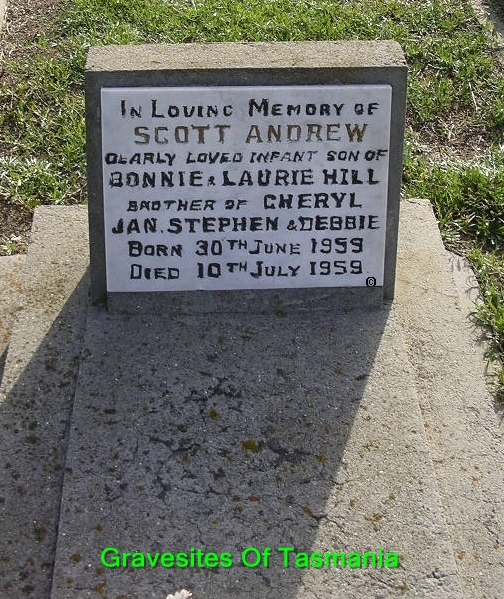 In Loving Memory of
SCOTT ANDREW
DEARLY LOVED INFANT SON OF
BONNIE & LAURIE HILL
BROTHER OF CHERYL
JAN. STEPHEN & DEBBIE
BORN 30TH JUNE 1959
DIED 10TH JULY 1959
©
Gravesites Of Tasmania